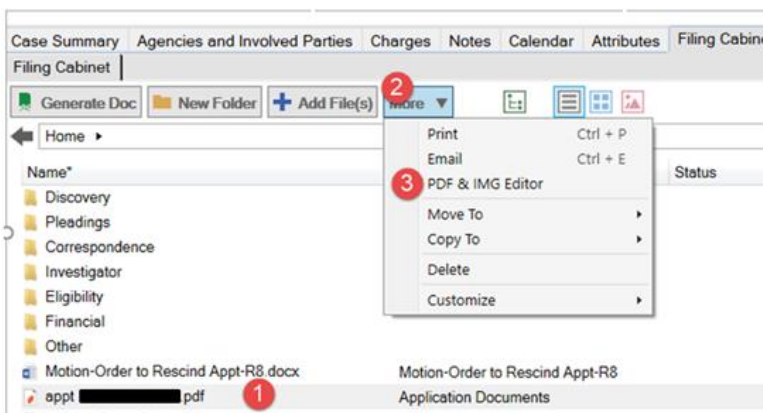 Case Summary Agencies and Involved Parties Charges Notes Calendar Attributes Filing Cabine
Filing Cabinet
Generate Doc New Folder Add File(s) More 2
Home
Print Ctrl + P
Email Ctrl + E
3 PDF & IMG Editor
Move To
Copy To
Delete
Customize
Name* Status
Discovery
Pleadings
Correspondence
Investigator
Eligibility
Financial
Other
Motion-Order to Rescind Appt-R8.docx Motion-Order to Rescind Appt-R8
appt .pdf 1 Application Documents